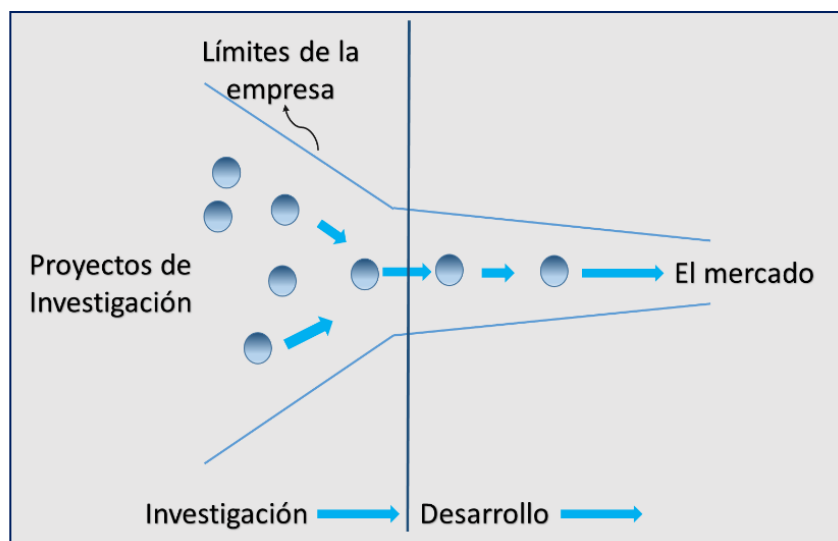 Límites de la
empresa
Proyectos de
Investigación
El mercado
Investigación
Desarrollo